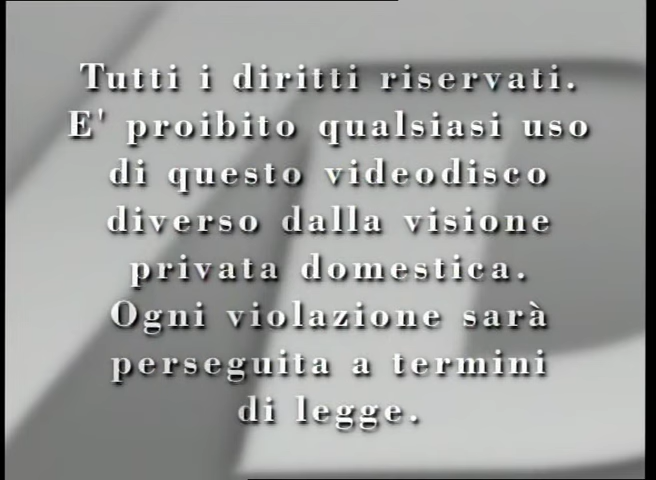 Tutti i diritti riservati.
E' proibito qualsiasi uso
di questo videodisco
diverso dalla visione
privata domestica.
Ogni violazione sarà
perseguita a termini
di legge.